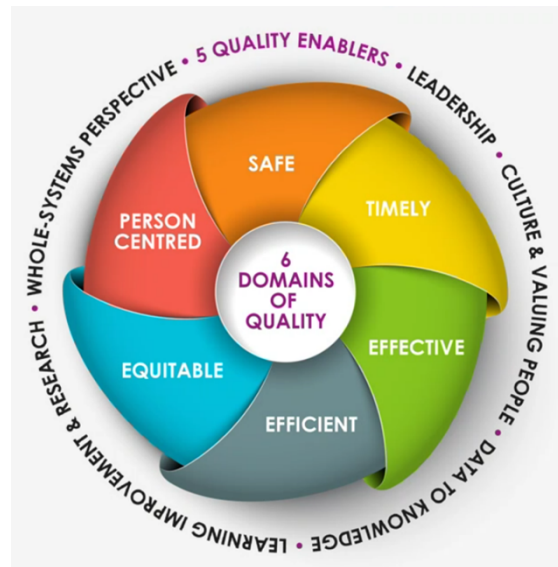 5 QUALITY ENABLERS • LEADERSHIP • CULTURE & VALUING PEOPLE • DATA TO KNOWLEDGE • LEARNING IMPROVEMENT & RESEARCH • WHOLE-SYSTEMS PERSPECTIVE •
SAFE
TIMELY
EFFECTIVE
EFFICIENT
EQUITABLE
PERSON
CENTRED
6
DOMAINS
OF
QUALITY